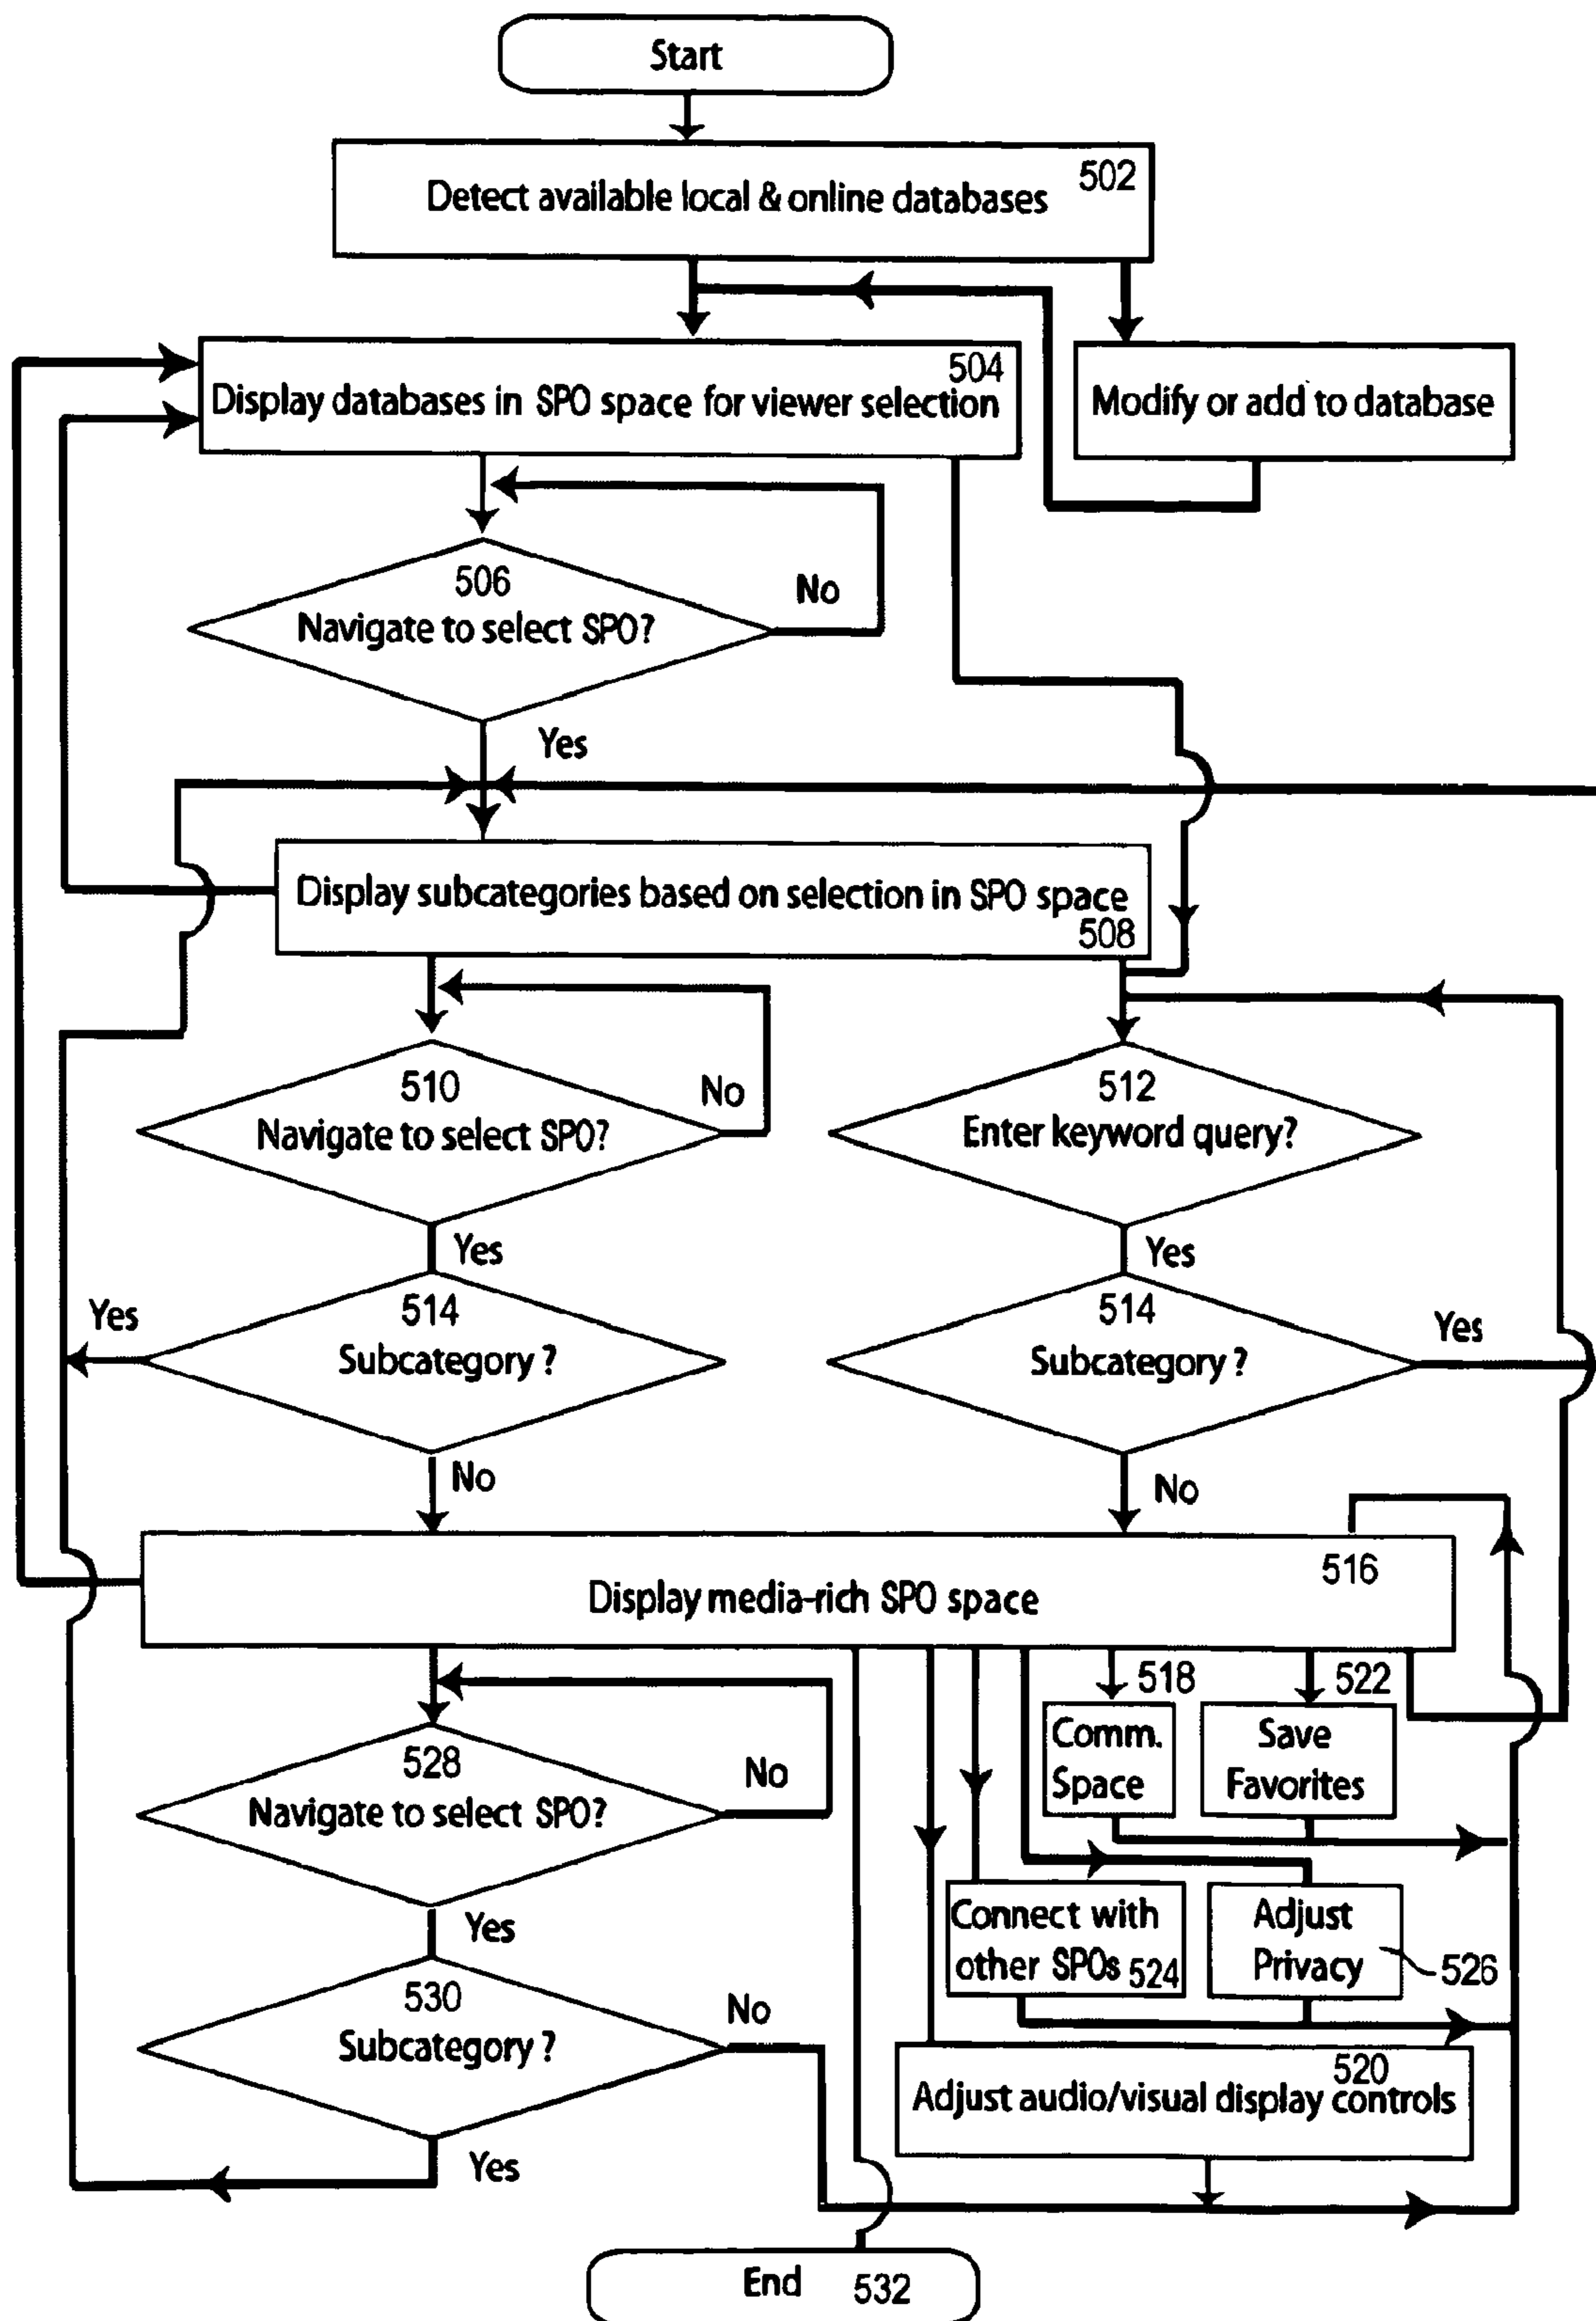 Start
502
Detect available local & online databases
504
Display databases in SPO space for viewer selection
Modify or add to database
506
Navigate to select SPO?
No
Yes
Display subcategories based on selection in SPO space
508
510
Navigate to select SPO?
No
512
Enter keyword query?
Yes
Yes
514
Subcategory ?
Yes
514
Subcategory ?
Yes
No
No
516
Display media-rich SPO space
518
522
Comm.
Space
Save
Favorites
528
Navigate to select SPO?
No
Connect with
other SPOs 524
Adjust
Privacy
526
Yes
530
Subcategory ?
No
520
Adjust audio/visual display controls
Yes
End 532